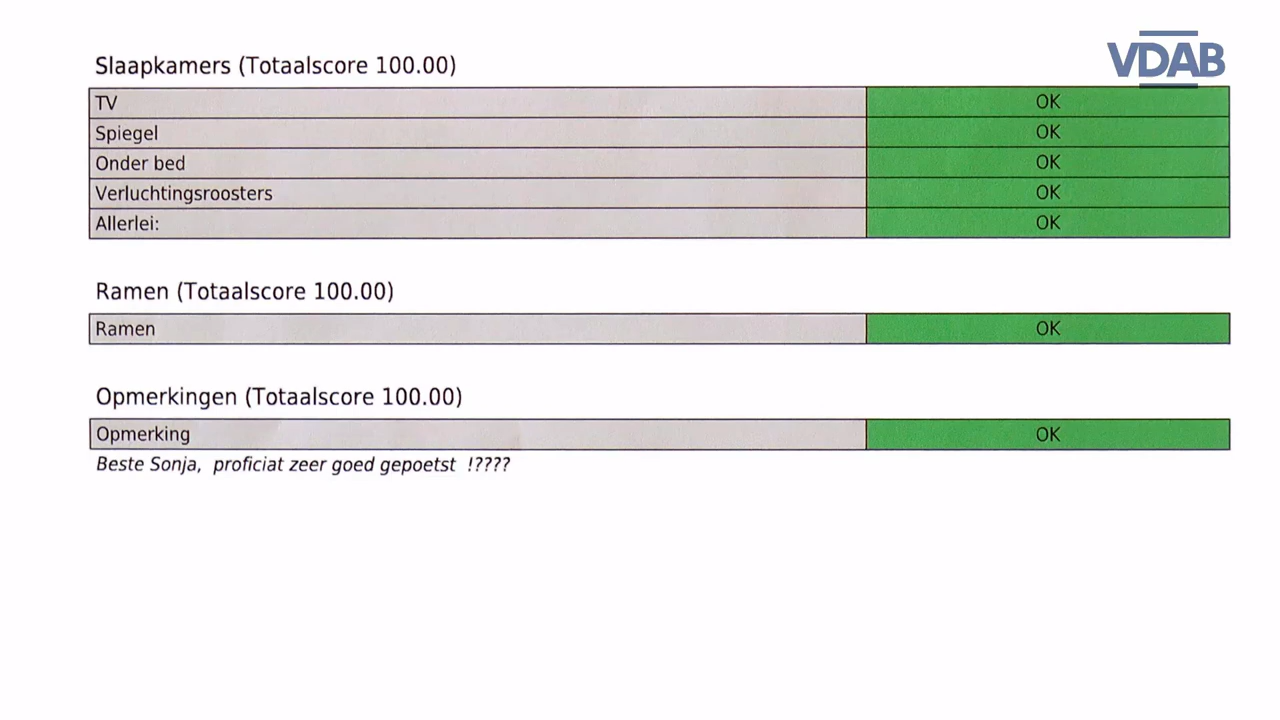 VDAB
Slaapkamers (Totaalscore 100.00)
TV OK
Spiegel OK
Onder bed OK
Verluchtingsroosters OK
Allerlei: OK
Ramen (Totaalscore 100.00)
Ramen OK
Opmerkingen (Totaalscore 100.00)
Opmerking OK
Beste Sonja, proficiat zeer goed gepoetst !????